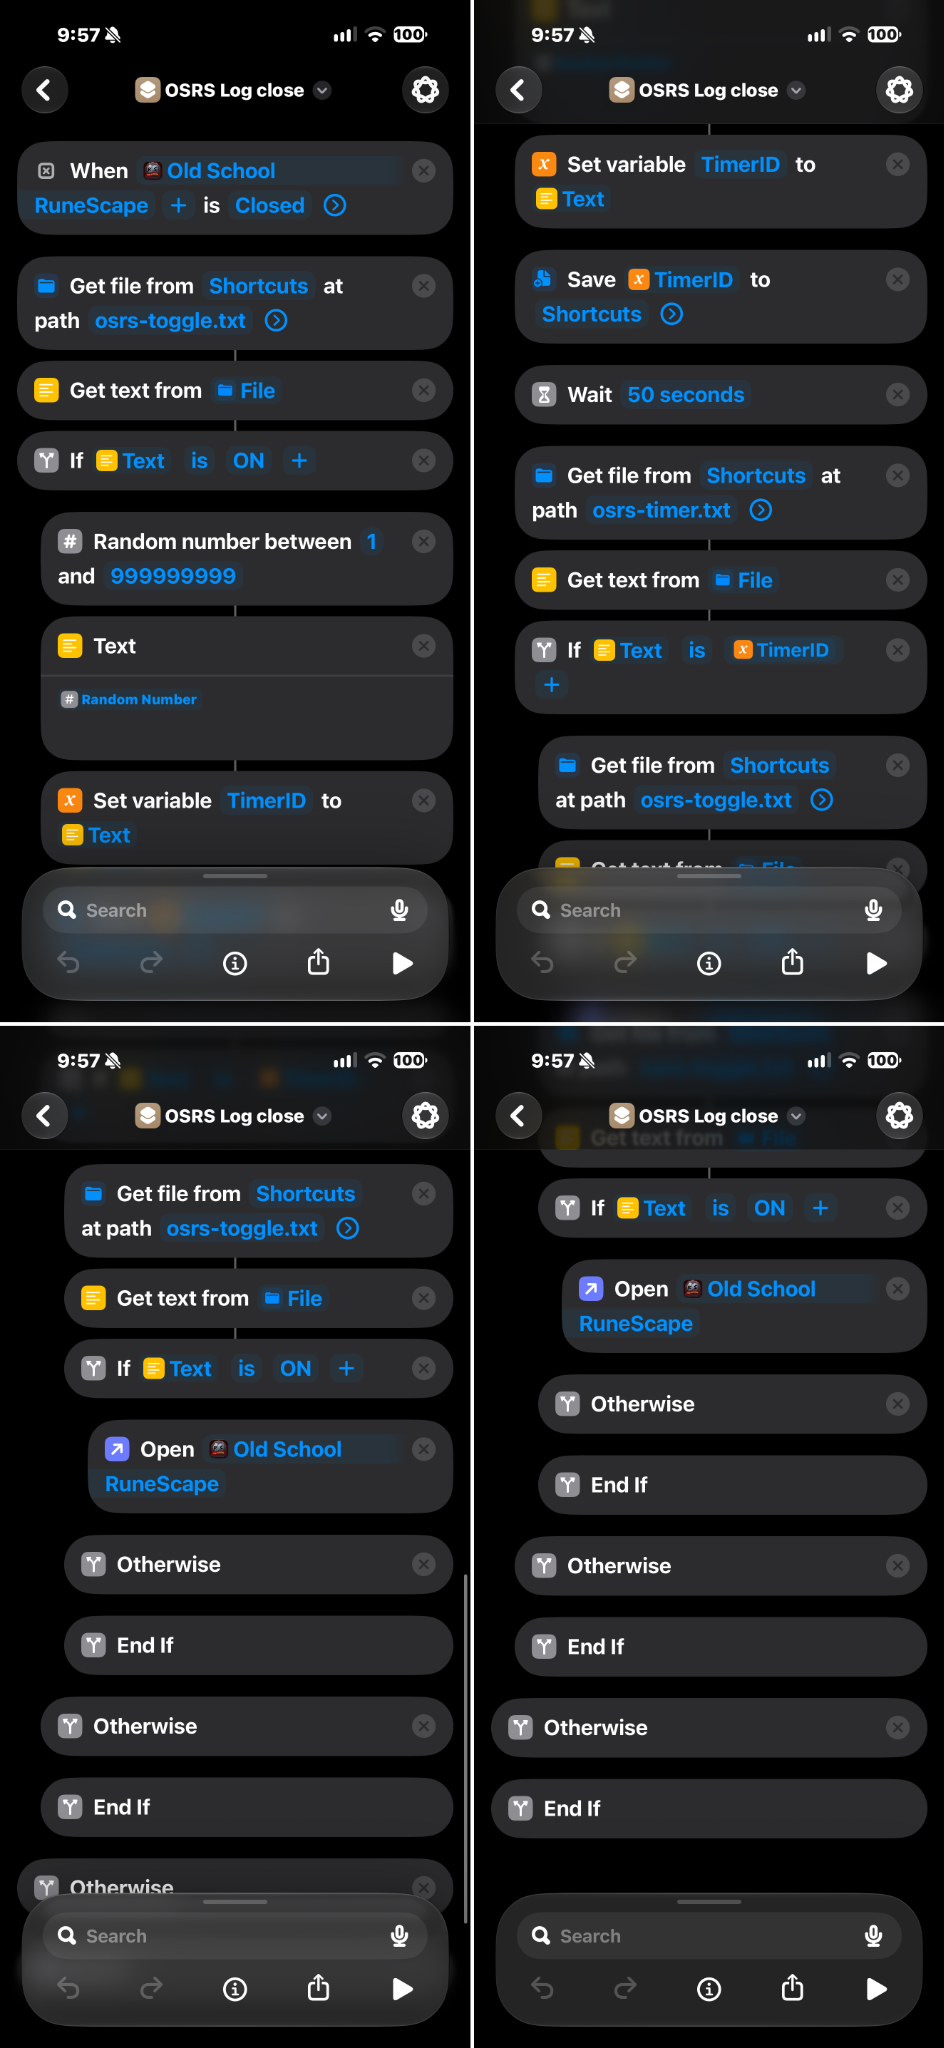 9:57
100
OSRS Log close
When Old School
RuneScape + is Closed
Get file from Shortcuts at
path osrs-toggle.txt
Get text from File
If Text is ON +
Random number between 1
and 999999999
Text
Random Number
Set variable TimerID to
Text
Search
9:57
100
OSRS Log close
Set variable TimerID to
Text
Save TimerID to
Shortcuts
Wait 50 seconds
Get file from Shortcuts at
path osrs-timer.txt
Get text from File
If Text is TimerID
+
Get file from Shortcuts
at path osrs-toggle.txt
Get text from File
Search
9:57
100
OSRS Log close
Get file from Shortcuts
at path osrs-toggle.txt
Get text from File
If Text is ON +
Open Old School
RuneScape
Otherwise
End If
Otherwise
End If
Otherwise
Search
9:57
100
OSRS Log close
Get text from File
If Text is ON +
Open Old School
RuneScape
Otherwise
End If
Otherwise
End If
Otherwise
End If
Search